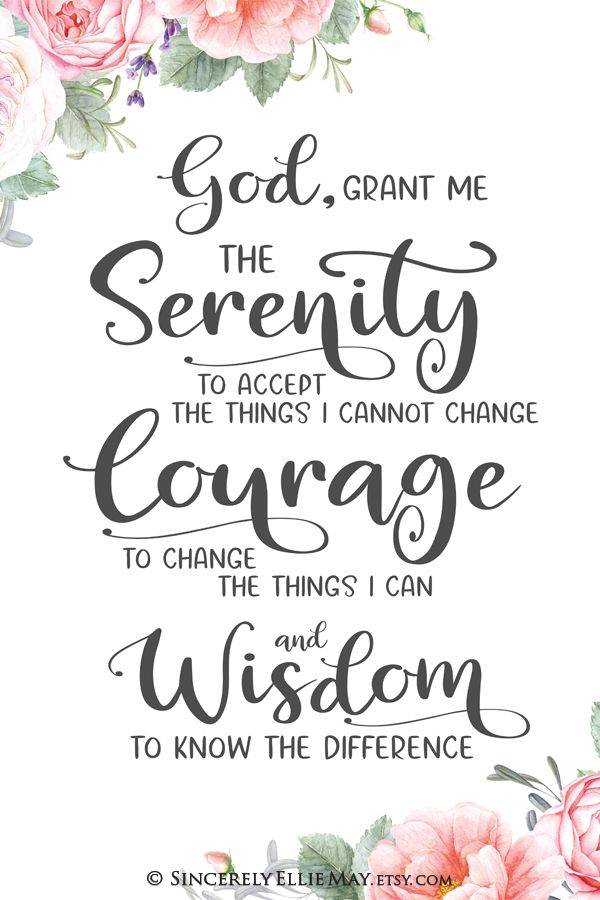 God, GRANT ME
THE
Serenity
TO ACCEPT
THE THINGS I CANNOT CHANGE
Courage
TO CHANGE
THE THINGS I CAN
and
Wisdom
TO KNOW THE DIFFERENCE
© SINCERELY ELLIE MAY.ETSY.COM